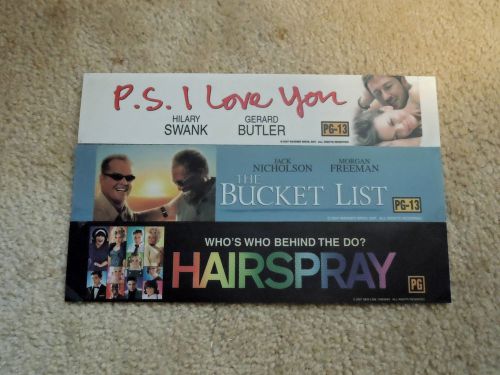 P.S. I Love You
HILARY SWANK
GERARD BUTLER
PG-13
JACK NICHOLSON
MORGAN FREEMAN
THE BUCKET LIST
PG-13
WHO'S WHO BEHIND THE DO?
HAIRSPRAY
PG